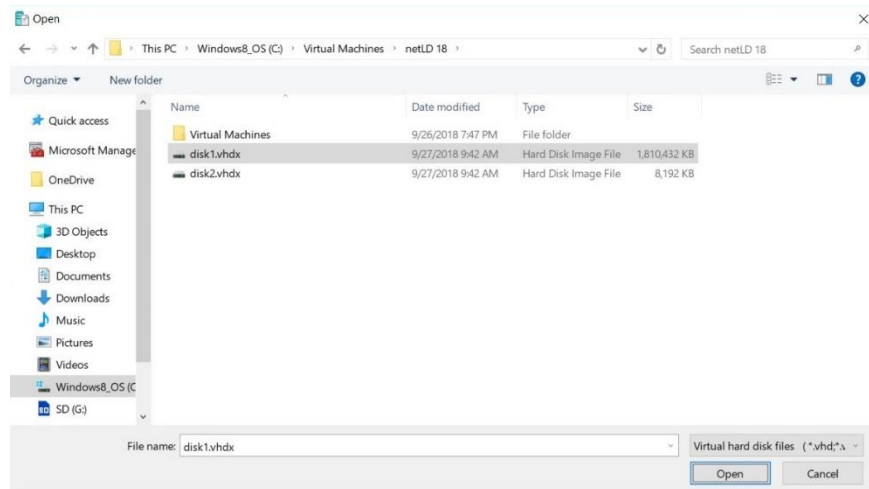 Open
This PC › Windows8_OS (C:) › Virtual Machines › netLD 18 ›
Search netLD 18
Organize New folder
Name Date modified Type Size
Quick access
Microsoft Manage
OneDrive
This PC
3D Objects
Desktop
Documents
Downloads
Music
Pictures
Videos
Windows8_OS (C
SD (G:)
Virtual Machines 9/26/2018 7:47 PM File folder
disk1.vhdx 9/27/2018 9:42 AM Hard Disk Image File 1,810,432 KB
disk2.vhdx 9/27/2018 9:42 AM Hard Disk Image File 8,192 KB
File name: disk1.vhdx
Virtual hard disk files (*.vhd;*.v
Open Cancel